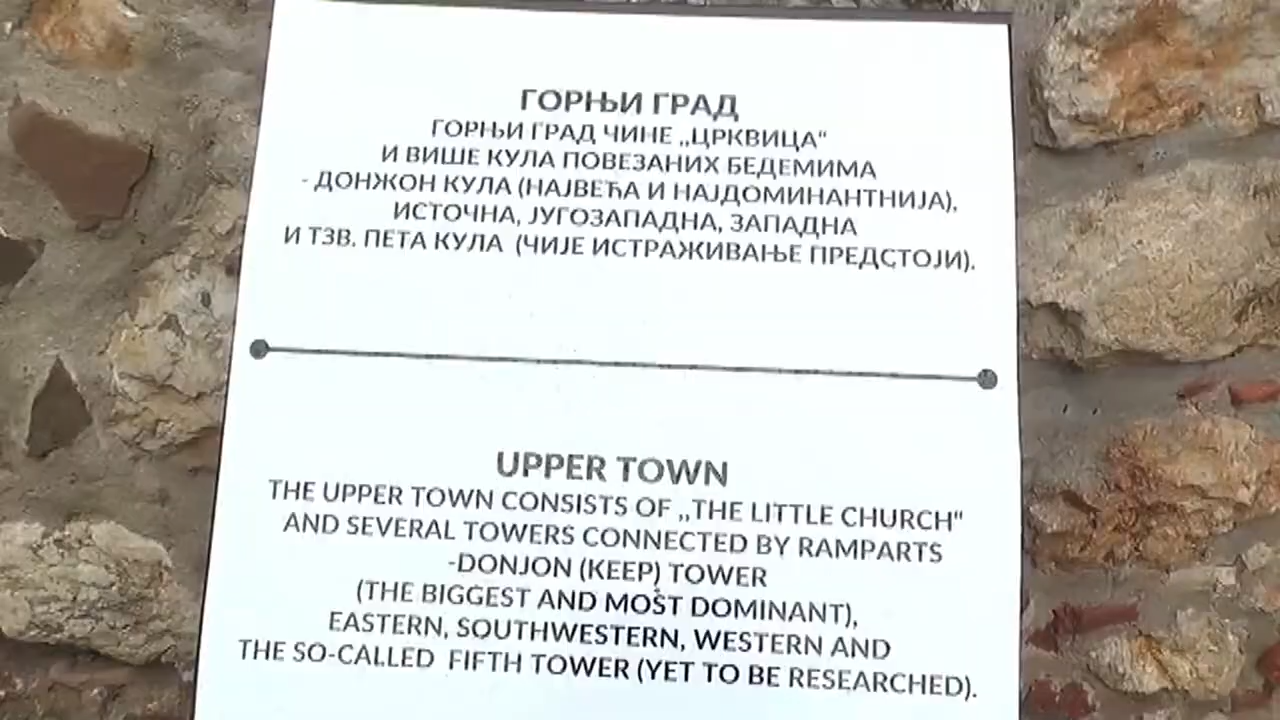 ГОРЊИ ГРАД
ГОРЊИ ГРАД ЧИНЕ „ЦРКВИЦА“
И ВИШЕ КУЛА ПОВЕЗАНИХ БЕДЕМИМА
- ДОНЖОН КУЛА (НАЈВЕЋА И НАЈДОМИНАНТНИЈА),
ИСТОЧНА, ЈУГОЗАПАДНА, ЗАПАДНА
И ТЗВ. ПЕТА КУЛА (ЧИЈЕ ИСТРАЖИВАЊЕ ПРЕДСТОЈИ).
UPPER TOWN
THE UPPER TOWN CONSISTS OF „THE LITTLE CHURCH"
AND SEVERAL TOWERS CONNECTED BY RAMPARTS
-DONJON (KEEP) TOWER
(THE BIGGEST AND MOST DOMINANT),
EASTERN, SOUTHWESTERN, WESTERN AND
THE SO-CALLED FIFTH TOWER (YET TO BE RESEARCHED).